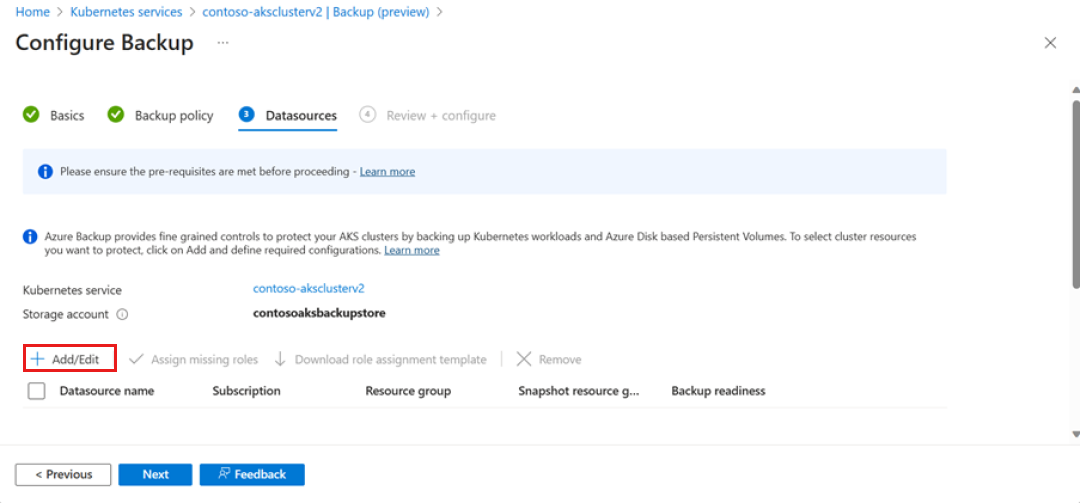 Home > Kubernetes services > contoso-aksclusterv2 | Backup (preview) >
Configure Backup ...
Basics Backup policy 3 Datasources 4 Review + configure
Please ensure the pre-requisites are met before proceeding - Learn more
Azure Backup provides fine grained controls to protect your AKS clusters by backing up Kubernetes workloads and Azure Disk based Persistent Volumes. To select cluster resources
you want to protect, click on Add and define required configurations. Learn more
Kubernetes service contoso-aksclusterv2
Storage account contosoaksbackupstore
+ Add/Edit Assign missing roles Download role assignment template Remove
Datasource name Subscription Resource group Snapshot resource g... Backup readiness
< Previous Next Feedback